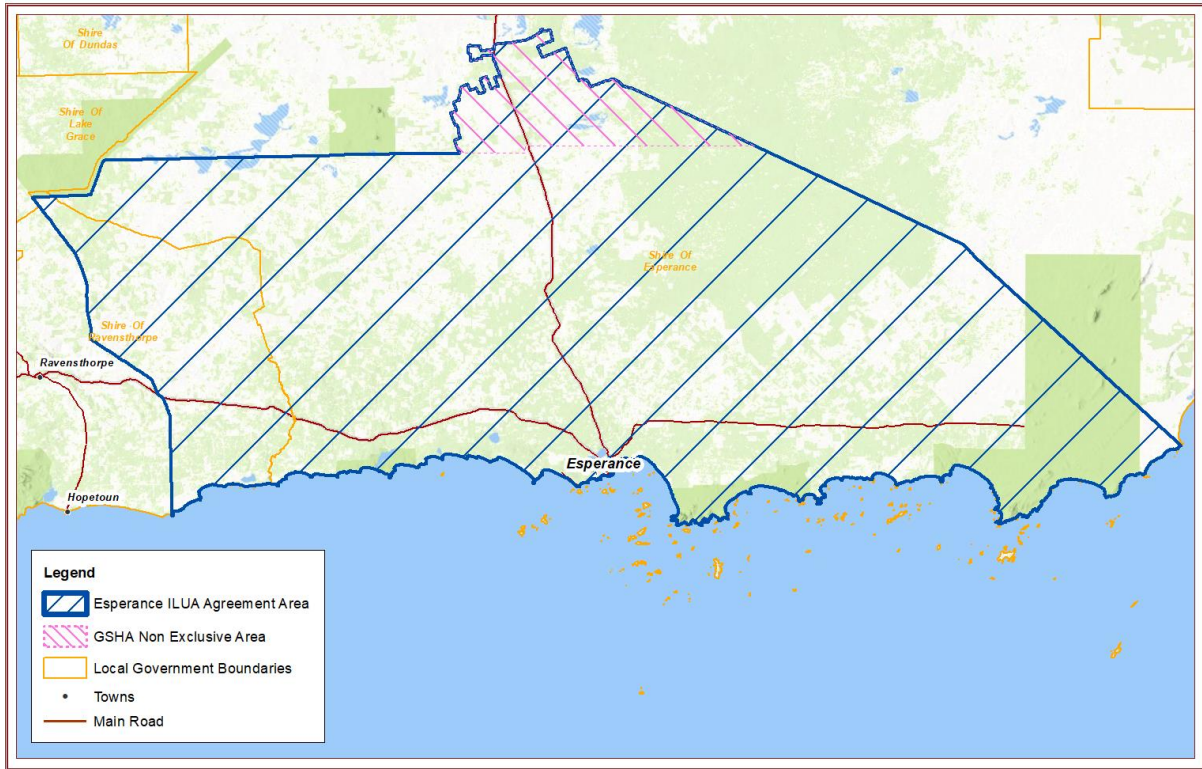 Shire
Of Dundas
Shire Of
Lake
Grace
Shire Of
Esperance
Shire Of
Ravensthorpe
Ravensthorpe
Esperance
Hopetoun
Legend
Esperance ILUA Agreement Area
GSHA Non Exclusive Area
Local Government Boundaries
Towns
Main Road